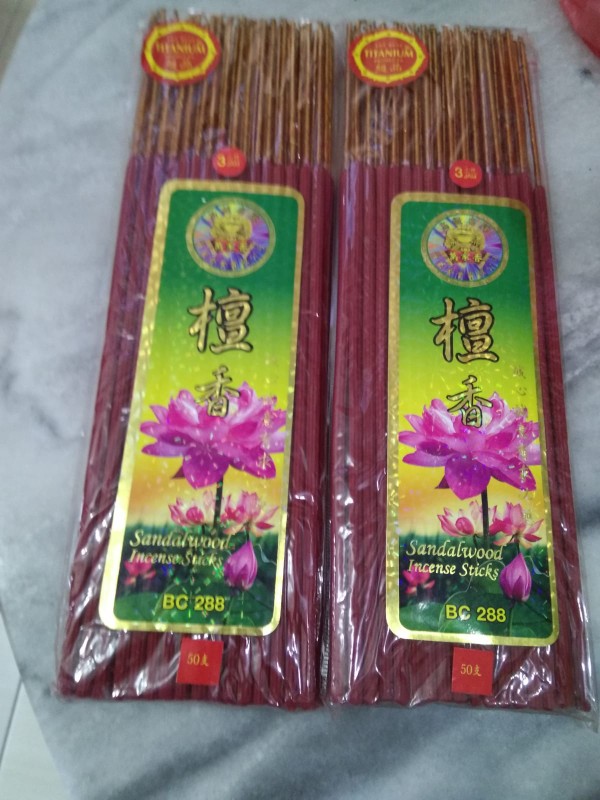 TITANIUM
3
檀
香
Sandalwood
Incense Sticks
BC 288
50支
TITANIUM
3
檀
香
Sandalwood
Incense Sticks
BC 288
50支